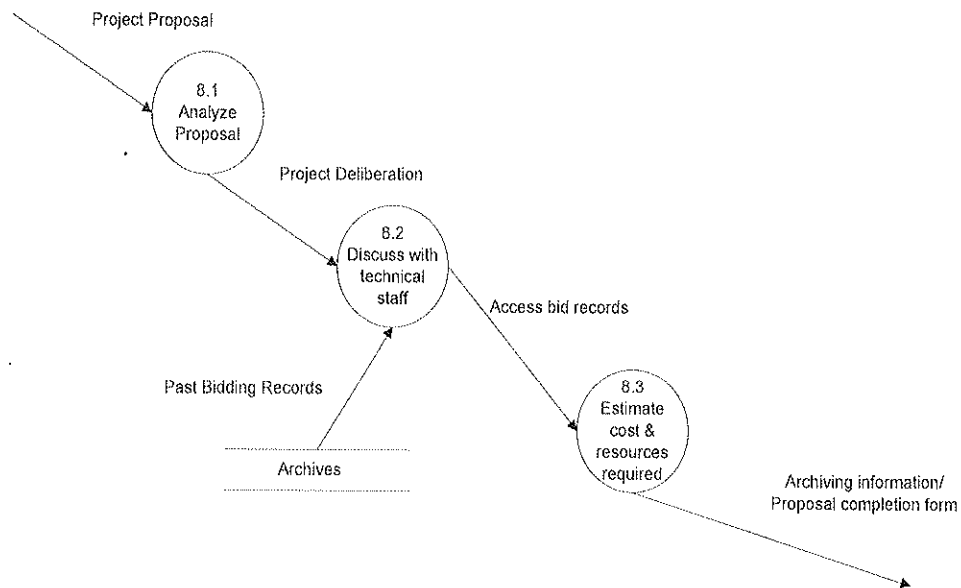 Project Proposal
8.1
Analyze
Proposal
Project Deliberation
8.2
Discuss with
technical
staff
Access bid records
Past Bidding Records
8.3
Estimate
cost &
resources
required
Archives
Archiving information/
Proposal completion form